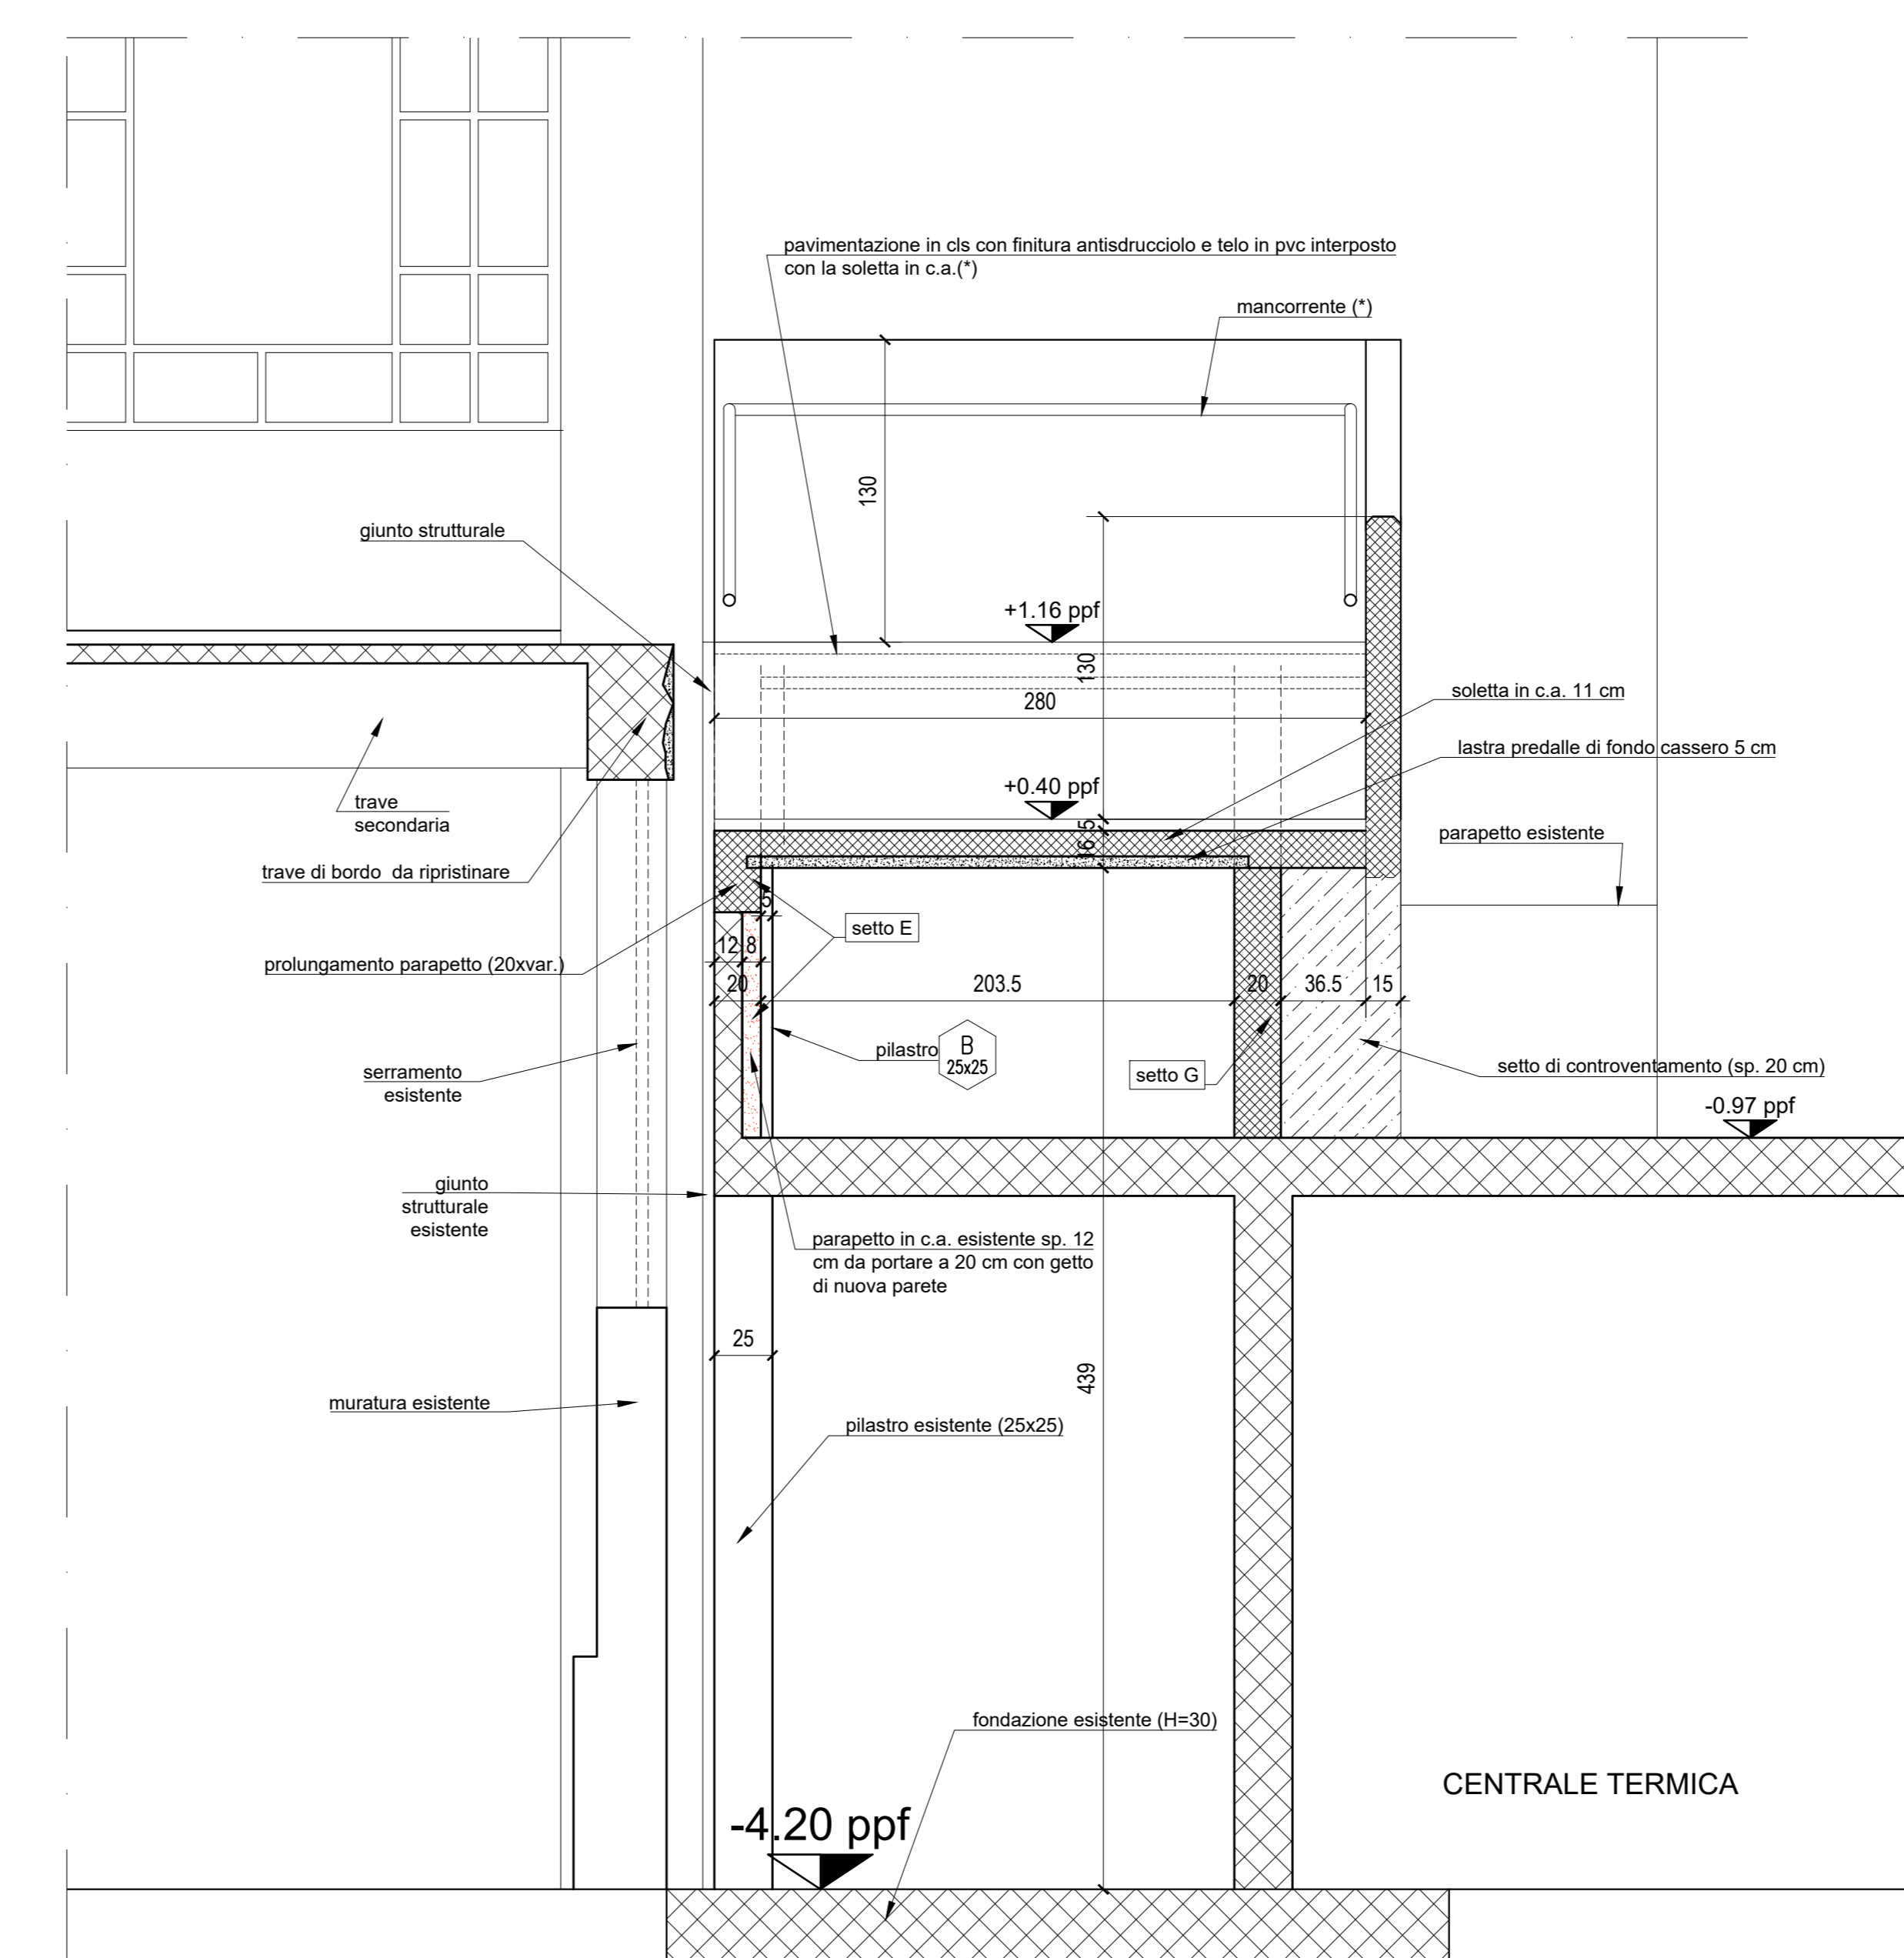 pavimentazione in cls con finitura antisdrucciolo e telo in pvc interposto
con la soletta in c.a.(*)
mancorrente (*)
130
giunto strutturale
+1.16 ppf
130
280
soletta in c.a. 11 cm
lastra predalle di fondo cassero 5 cm
+0.40 ppf
trave
secondaria
5
16
parapetto esistente
trave di bordo da ripristinare
5
setto E
12
8
prolungamento parapetto (20xvar.)
20
203.5
20
36.5
15
pilastro
B
25x25
serramento
esistente
setto G
setto di controventamento (sp. 20 cm)
-0.97 ppf
giunto
strutturale
esistente
parapetto in c.a. esistente sp. 12
cm da portare a 20 cm con getto
di nuova parete
25
439
muratura esistente
pilastro esistente (25x25)
fondazione esistente (H=30)
CENTRALE TERMICA
-4.20 ppf